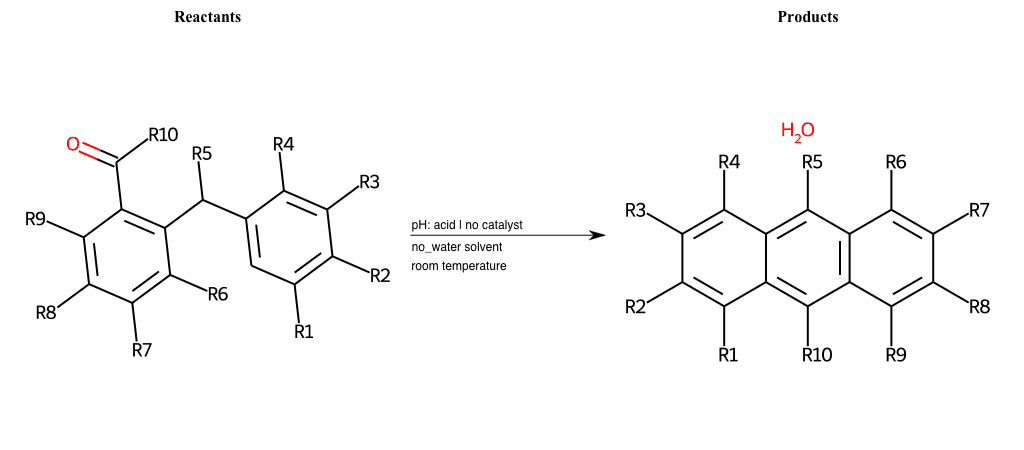 Reactants
Products
O
R10
R5
R4
R3
R9
R8
R7
R6
R2
R1
pH: acid | no catalyst
no_water solvent
room temperature
H2O
R4
R5
R6
R3
R7
R2
R8
R1
R10
R9